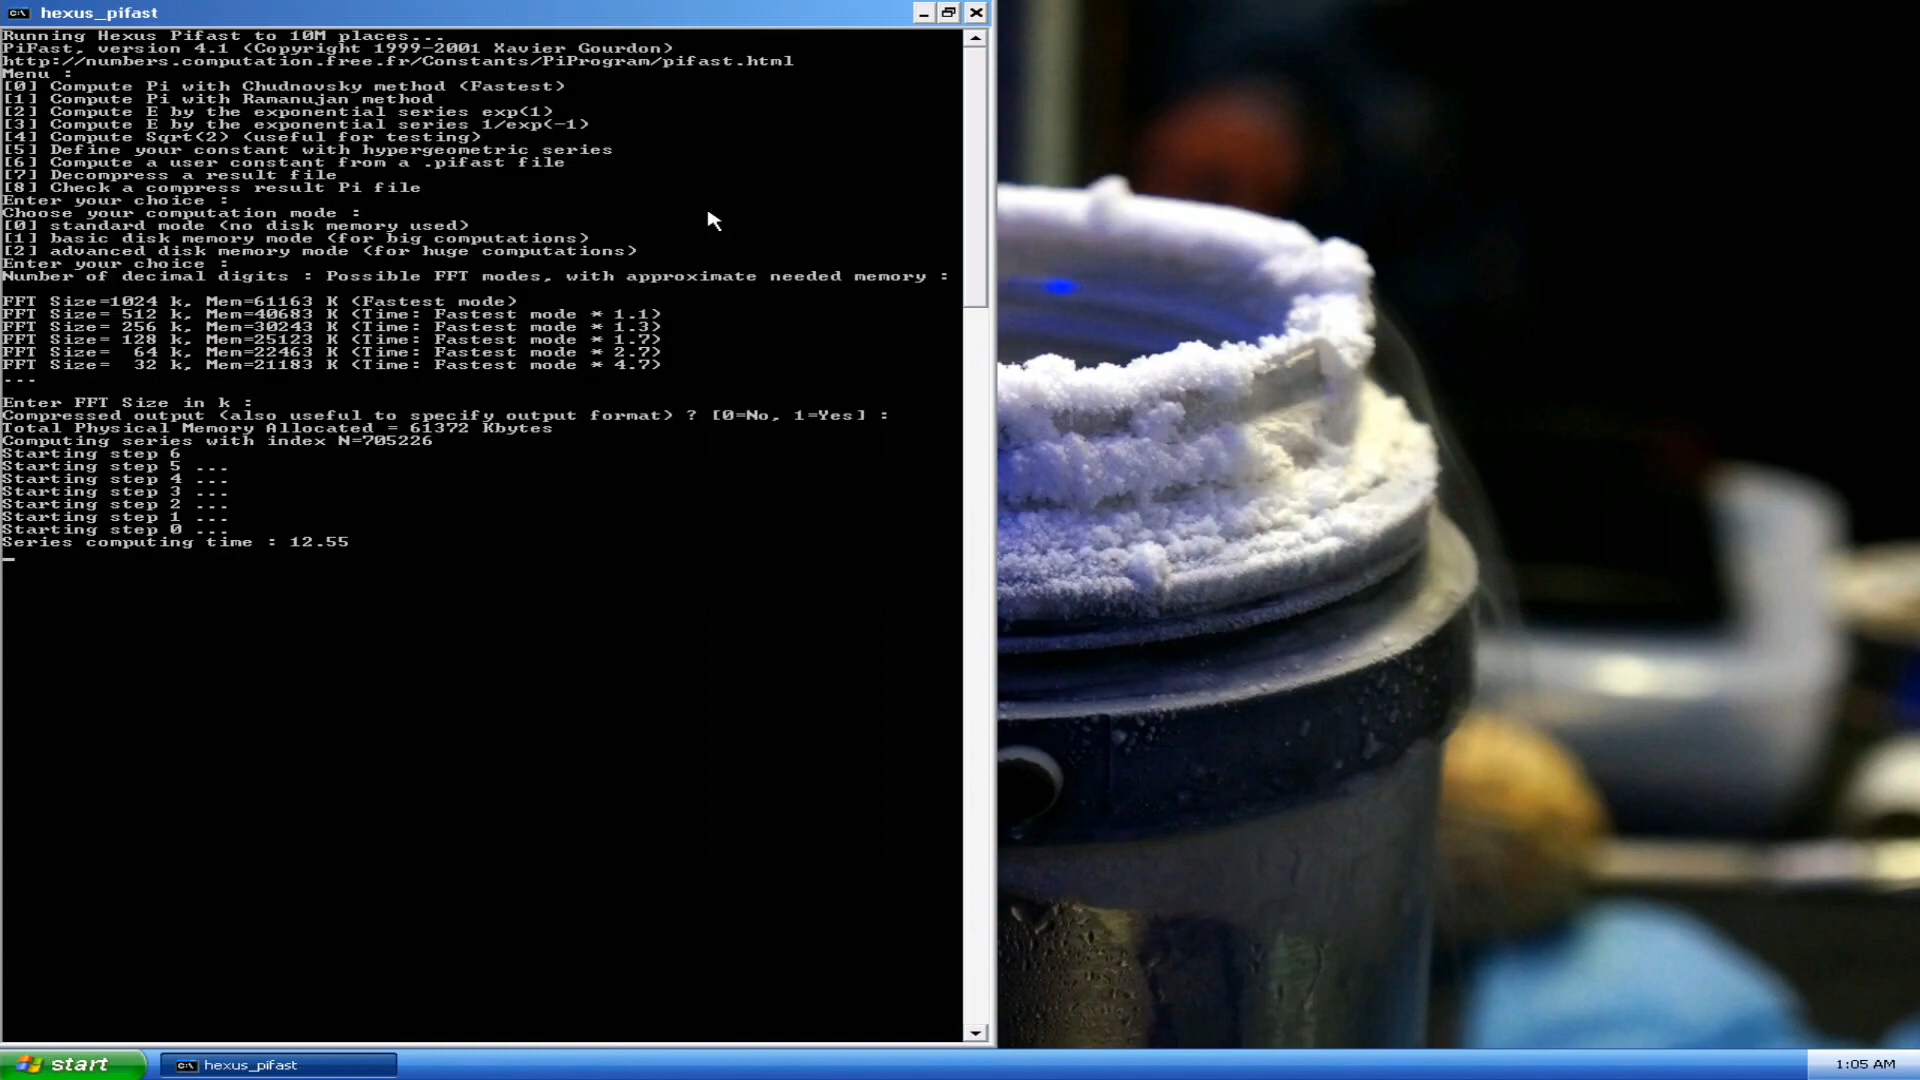 hexus_pifast
Running Hexus Pifast to 10M places...
PiFast, version 4.1 (Copyright 1999-2001 Xavier Gourdon)
http://numbers.computation.free.fr/Constants/PiProgram/pifast.html
Menu :
[0] Compute Pi with Chudnovsky method (Fastest)
[1] Compute Pi with Ramanujan method
[2] Compute E by the exponential series exp(1)
[3] Compute E by the exponential series 1/exp(-1)
[4] Compute Sqrt(2) (useful for testing)
[5] Define your constant with hypergeometric series
[6] Compute a user constant from a .pifast file
[7] Decompress a result file
[8] Check a compress result Pi file
Enter your choice :
Choose your computation mode :
[0] standard mode (no disk memory used)
[1] basic disk memory mode (for big computations)
[2] advanced disk memory mode (for huge computations)
Enter your choice :
Number of decimal digits : Possible FFT modes, with approximate needed memory :
FFT Size=1024 k, Mem=61163 K (Fastest mode)
FFT Size= 512 k, Mem=40683 K (Time: Fastest mode * 1.1)
FFT Size= 256 k, Mem=30243 K (Time: Fastest mode * 1.3)
FFT Size= 128 k, Mem=25123 K (Time: Fastest mode * 1.7)
FFT Size=  64 k, Mem=22463 K (Time: Fastest mode * 2.7)
FFT Size=  32 k, Mem=21183 K (Time: Fastest mode * 4.7)
...
Enter FFT Size in k :
Compressed output (also useful to specify output format) ? [0=No, 1=Yes] :
Total Physical Memory Allocated = 61372 Kbytes
Computing series with index N=705226
Starting step 6
Starting step 5 ...
Starting step 4 ...
Starting step 3 ...
Starting step 2 ...
Starting step 1 ...
Starting step 0 ...
Series computing time : 12.55
start
hexus_pifast
1:05 AM